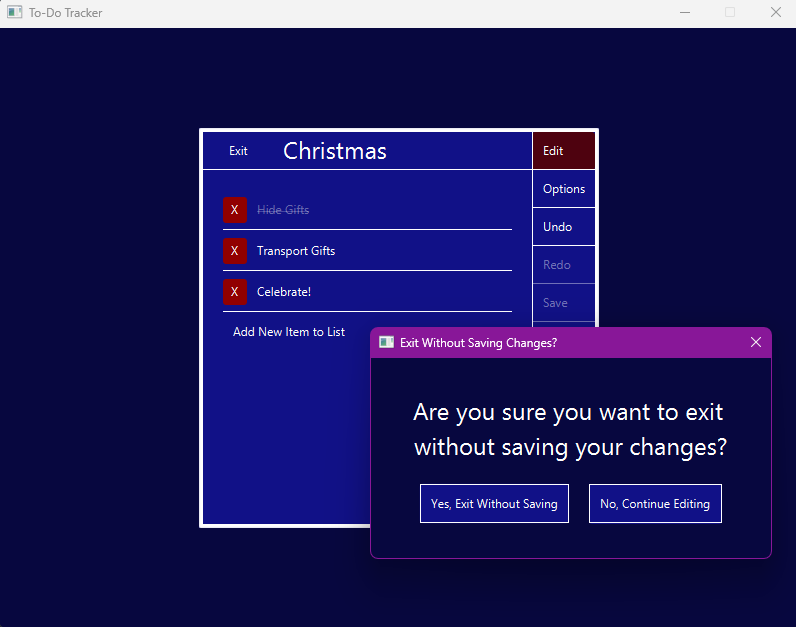 To-Do Tracker
Exit Christmas Edit
Options
X Hide Gifts
Undo
X Transport Gifts
Redo
X Celebrate!
Save
Add New Item to List
Exit Without Saving Changes?
Are you sure you want to exit
without saving your changes?
Yes, Exit Without Saving No, Continue Editing